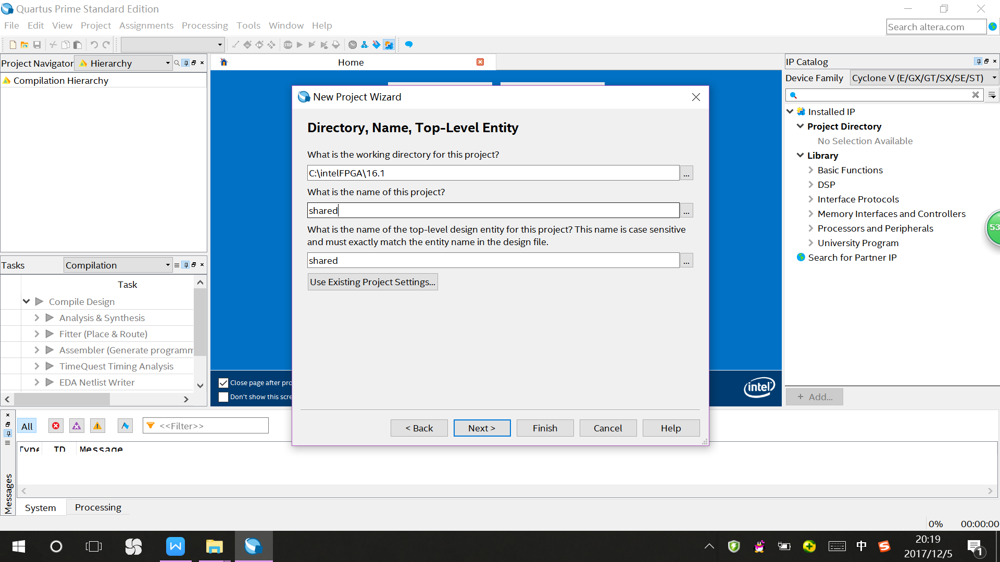 Quartus Prime Standard Edition
File Edit View Project Assignments Processing Tools Window Help
Search altera.com
STOP
Project Navigator Hierarchy
Compilation Hierarchy
Tasks Compilation
Task
Compile Design
Analysis & Synthesis
Fitter (Place & Route)
Assembler (Generate programm
TimeQuest Timing Analysis
EDA Netlist Writer
Home
Close page after pro
Don't show this scre
intel
New Project Wizard
Directory, Name, Top-Level Entity
What is the working directory for this project?
C:\intelFPGA\16.1
...
What is the name of this project?
shared
...
What is the name of the top-level design entity for this project? This name is case sensitive
and must exactly match the entity name in the design file.
shared
...
Use Existing Project Settings...
< Back Next > Finish Cancel Help
IP Catalog
Device Family Cyclone V (E/GX/GT/SX/SE/ST)
Installed IP
Project Directory
No Selection Available
Library
Basic Functions
DSP
Interface Protocols
Memory Interfaces and Controllers
Processors and Peripherals
University Program
Search for Partner IP
+ Add...
53
All <<Filter>>
Type ID Message
Messages
System Processing
0% 00:00:00
W
中
S
20:19
2017/12/5
1